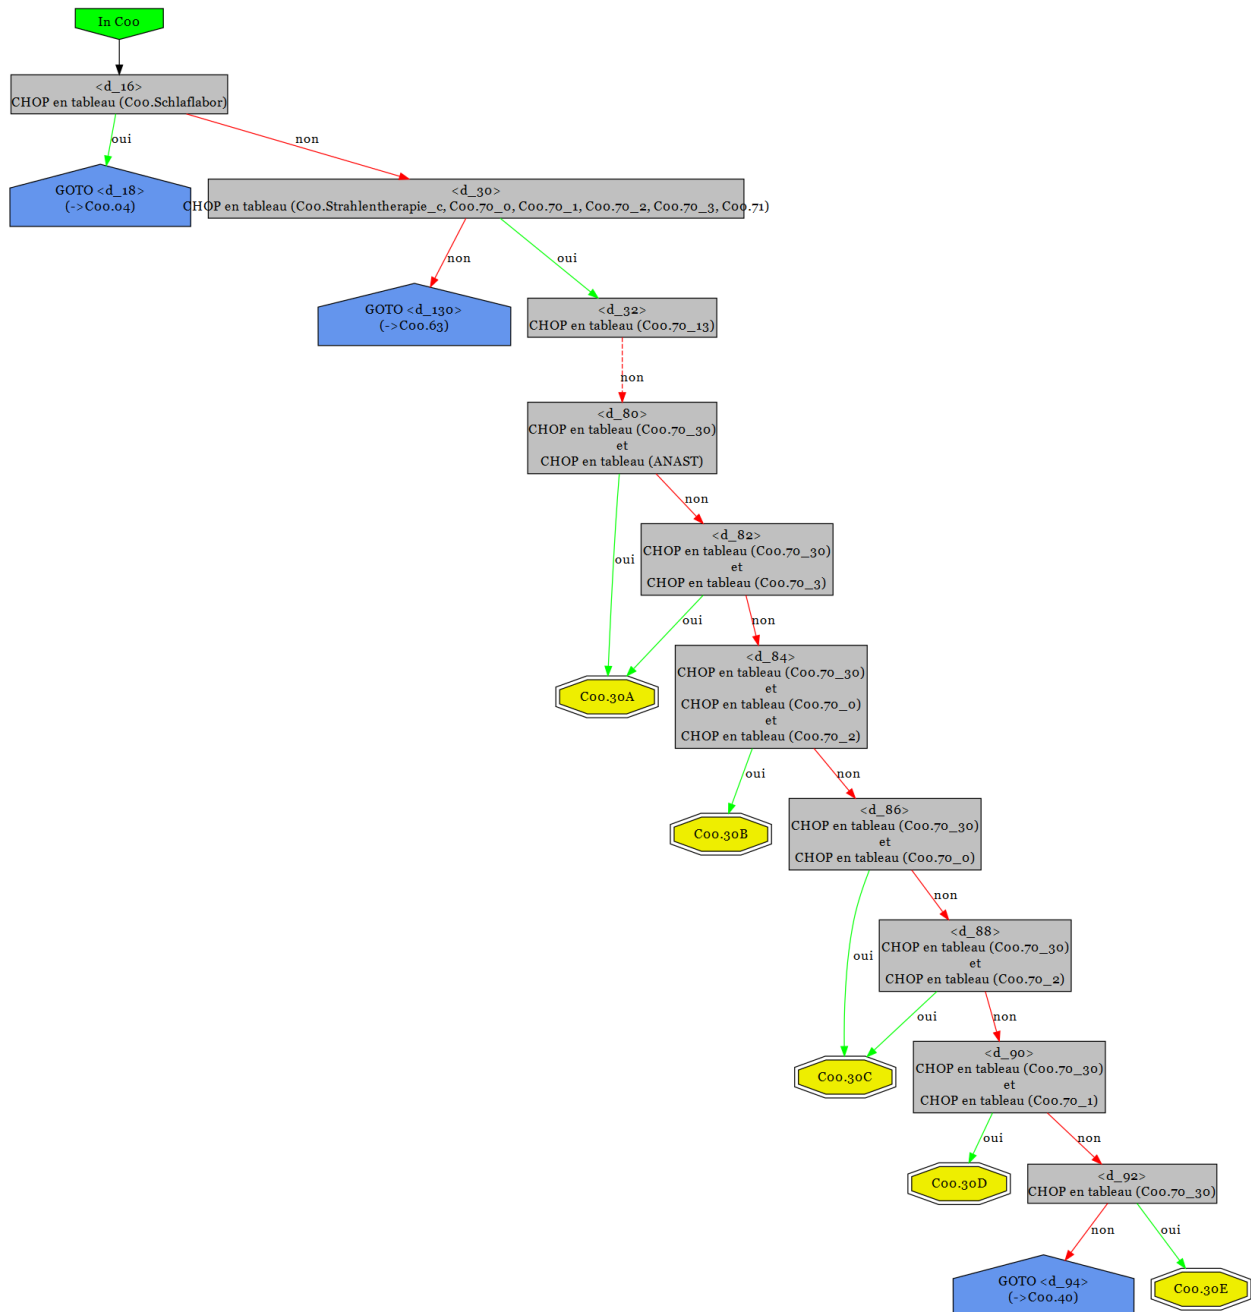 In C00
<d_16>
CHOP en tableau (C00.Schlaflabor)
oui
non
GOTO <d_18>
(->C00.04)
<d_30>
CHOP en tableau (C00.Strahlentherapie_c, C00.70_0, C00.70_1, C00.70_2, C00.70_3, C00.71)
non
oui
GOTO <d_130>
(->C00.63)
<d_32>
CHOP en tableau (C00.70_13)
non
<d_80>
CHOP en tableau (C00.70_30)
et
CHOP en tableau (ANAST)
non
oui
<d_82>
CHOP en tableau (C00.70_30)
et
CHOP en tableau (C00.70_3)
oui
non
C00.30A
<d_84>
CHOP en tableau (C00.70_30)
et
CHOP en tableau (C00.70_0)
et
CHOP en tableau (C00.70_2)
oui
non
C00.30B
<d_86>
CHOP en tableau (C00.70_30)
et
CHOP en tableau (C00.70_0)
non
oui
<d_88>
CHOP en tableau (C00.70_30)
et
CHOP en tableau (C00.70_2)
oui
non
C00.30C
<d_90>
CHOP en tableau (C00.70_30)
et
CHOP en tableau (C00.70_1)
oui
non
C00.30D
<d_92>
CHOP en tableau (C00.70_30)
non
oui
GOTO <d_94>
(->C00.40)
C00.30E